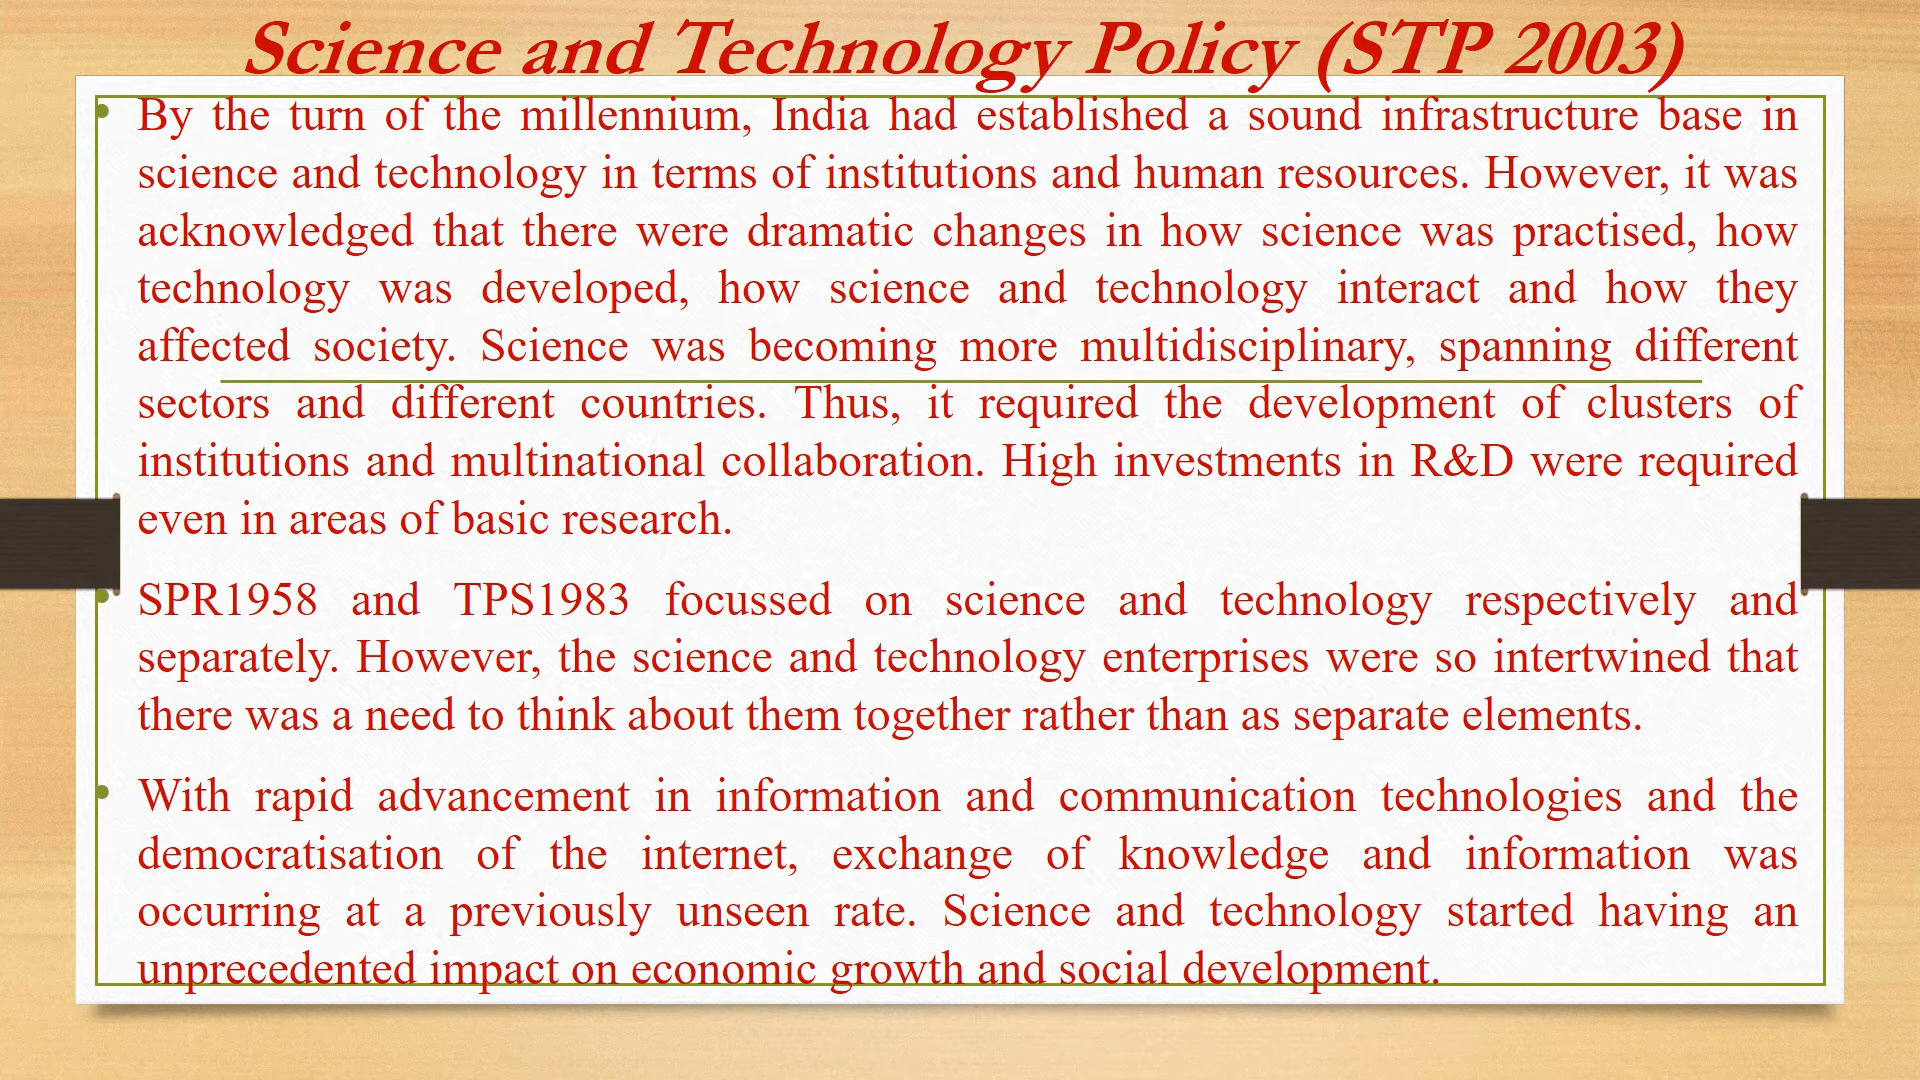 Science and Technology Policy (STP 2003)
• By the turn of the millennium, India had established a sound infrastructure base in
science and technology in terms of institutions and human resources. However, it was
acknowledged that there were dramatic changes in how science was practised, how
technology was developed, how science and technology interact and how they
affected society. Science was becoming more multidisciplinary, spanning different
sectors and different countries. Thus, it required the development of clusters of
institutions and multinational collaboration. High investments in R&D were required
even in areas of basic research.
• SPR1958 and TPS1983 focussed on science and technology respectively and
separately. However, the science and technology enterprises were so intertwined that
there was a need to think about them together rather than as separate elements.
• With rapid advancement in information and communication technologies and the
democratisation of the internet, exchange of knowledge and information was
occurring at a previously unseen rate. Science and technology started having an
unprecedented impact on economic growth and social development.